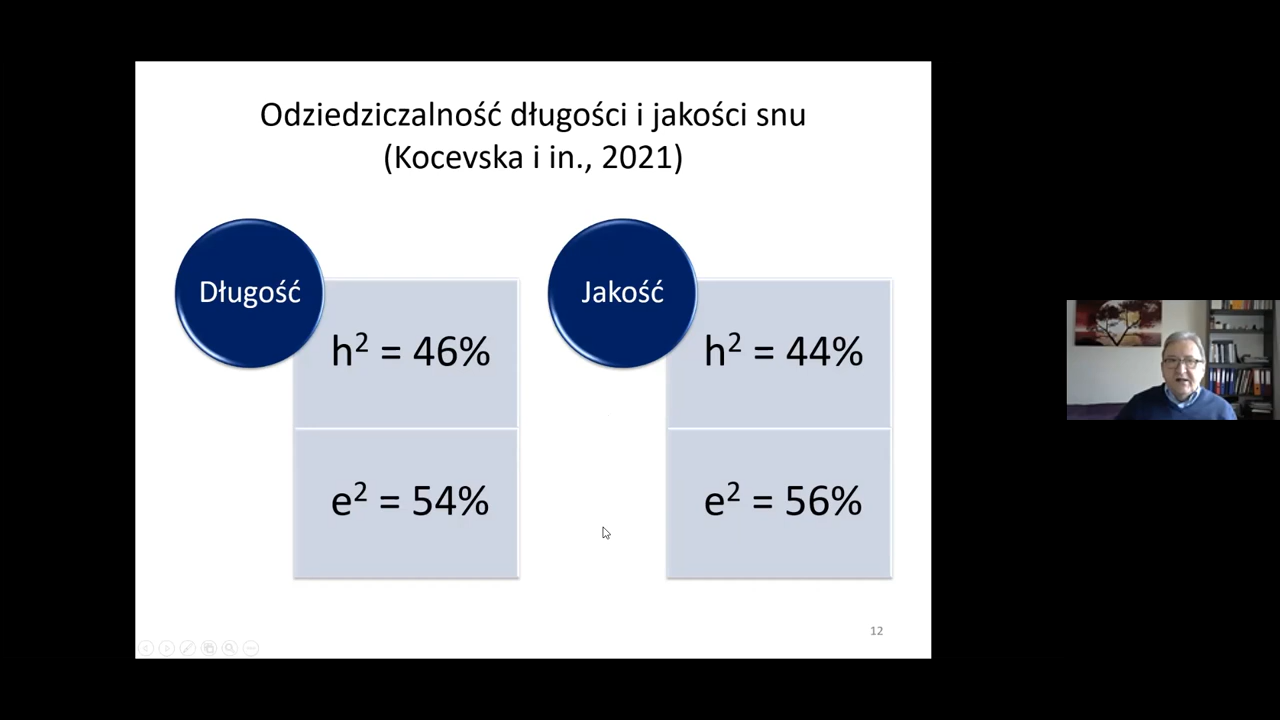 Odziedziczalność długości i jakości snu
(Kocevska i in., 2021)
Długość
h² = 46%
e² = 54%
Jakość
h² = 44%
e² = 56%
12